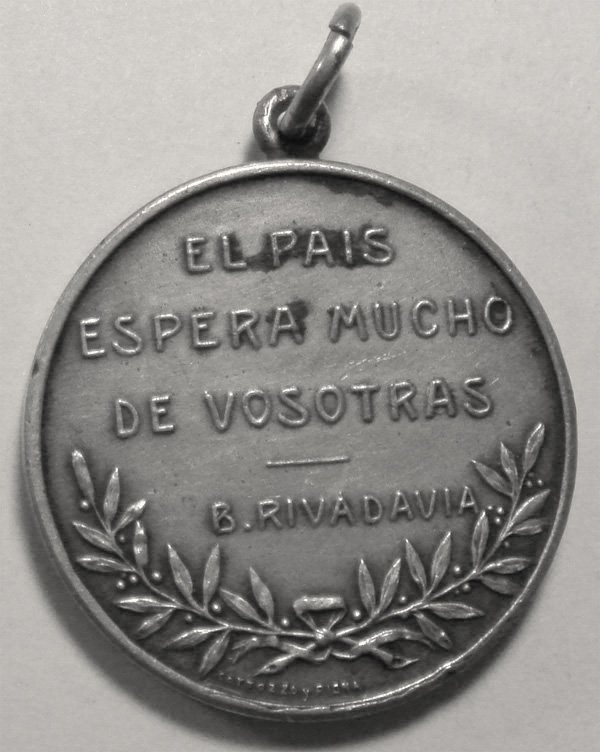 EL PAIS
ESPERA MUCHO
DE VOSOTRAS
B. RIVADAVIA